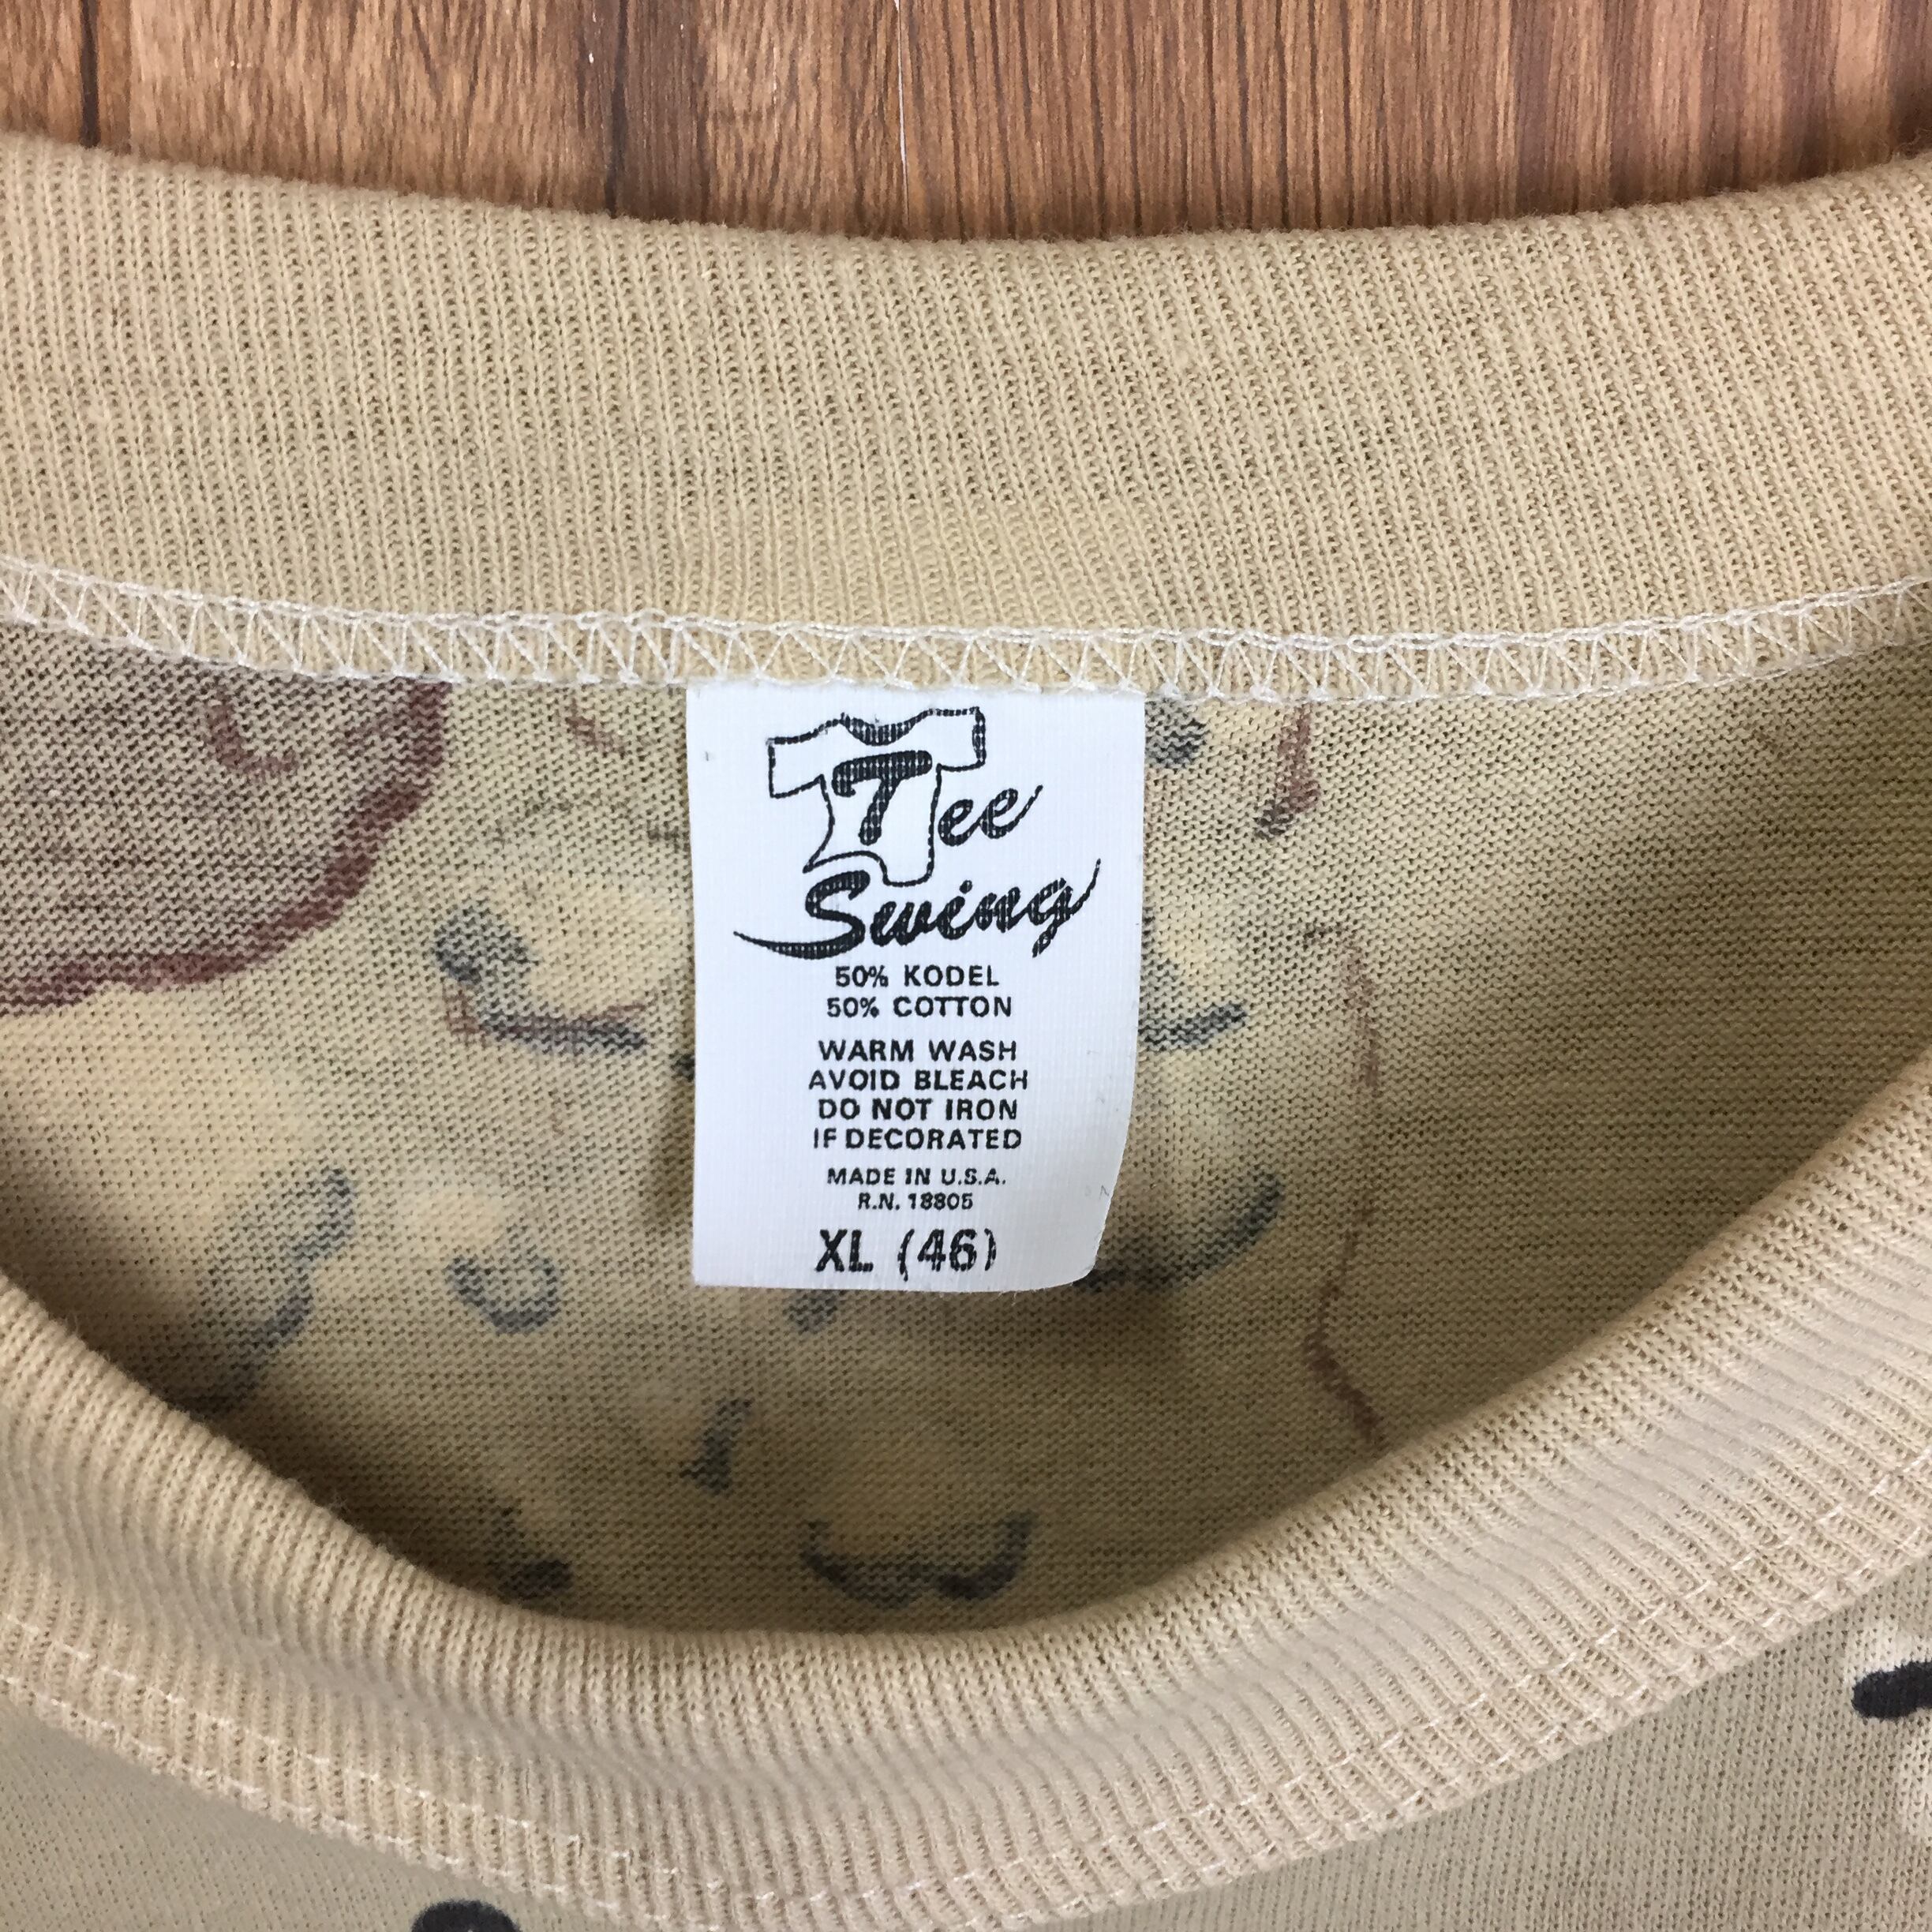 Tee
Swing
50% KODEL
50% COTTON
WARM WASH
AVOID BLEACH
DO NOT IRON
IF DECORATED
MADE IN U.S.A.
R.N. 18805
XL (46)